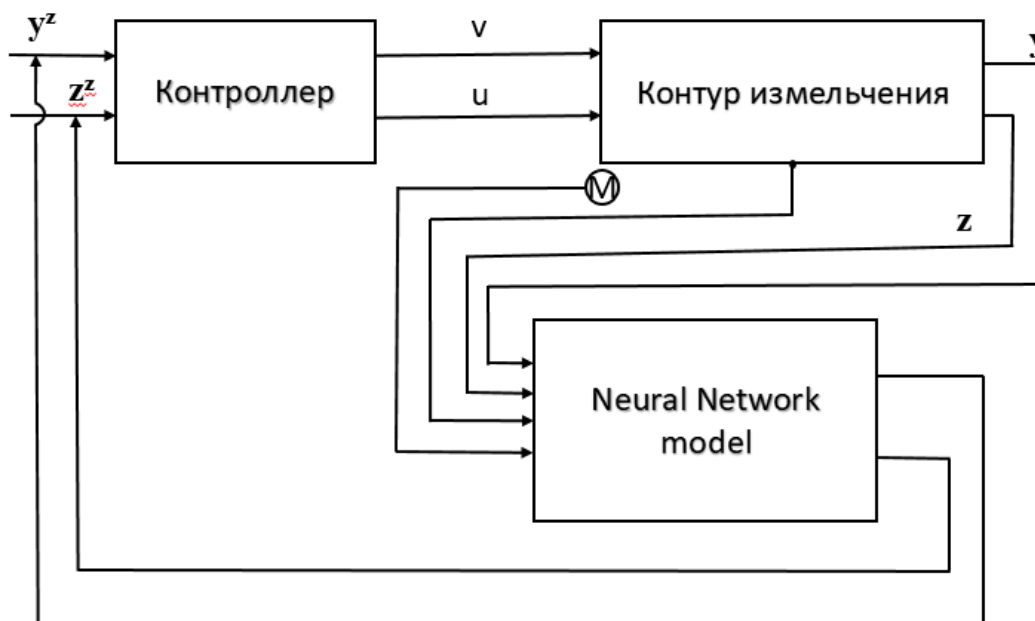 y^z
v
y
Контроллер
Контур измельчения
z^z
u
M
z
Neural Network
model